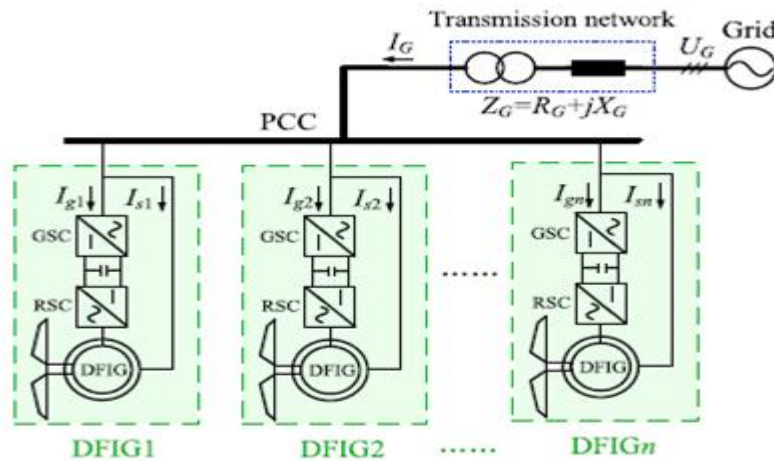 Transmission network
Grid
I_G
U_G
Z_G=R_G+jX_G
PCC
I_g1 I_s1
I_g2 I_s2
I_gn I_sn
GSC
GSC
GSC
RSC
RSC
RSC
DFIG
DFIG
DFIG
DFIG1 DFIG2 ...... DFIGn